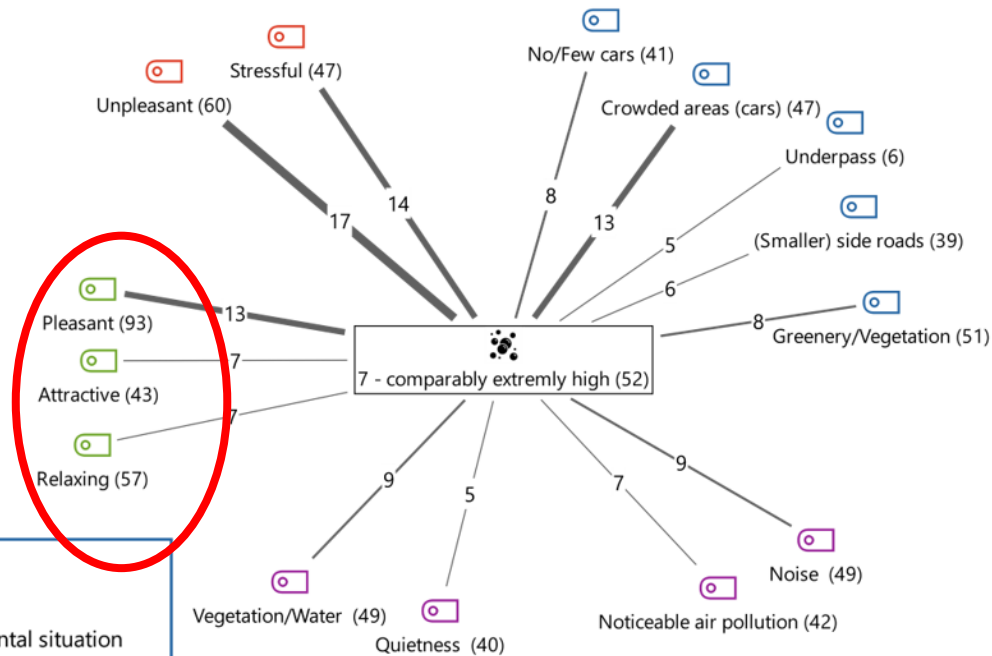 No/Few cars (41)
Stressful (47)
Unpleasant (60)
Crowded areas (cars) (47)
Underpass (6)
8
14
17
13
5
(Smaller) side roads (39)
6
Pleasant (93)
13
8
Greenery/Vegetation (51)
7
7 - comparably extremly high (52)
Attractive (43)
7
Relaxing (57)
9
5
7
9
Noise (49)
Vegetation/Water (49)
Quietness (40)
Noticeable air pollution (42)
ntal situation